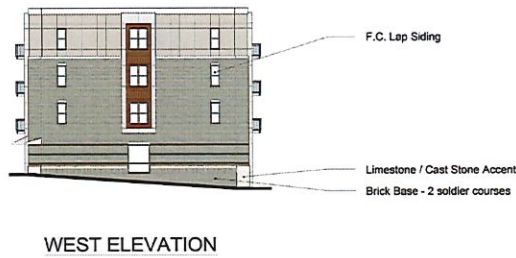 F.C. Lap Siding
Limestone / Cast Stone Accent
Brick Base - 2 soldier courses
WEST ELEVATION